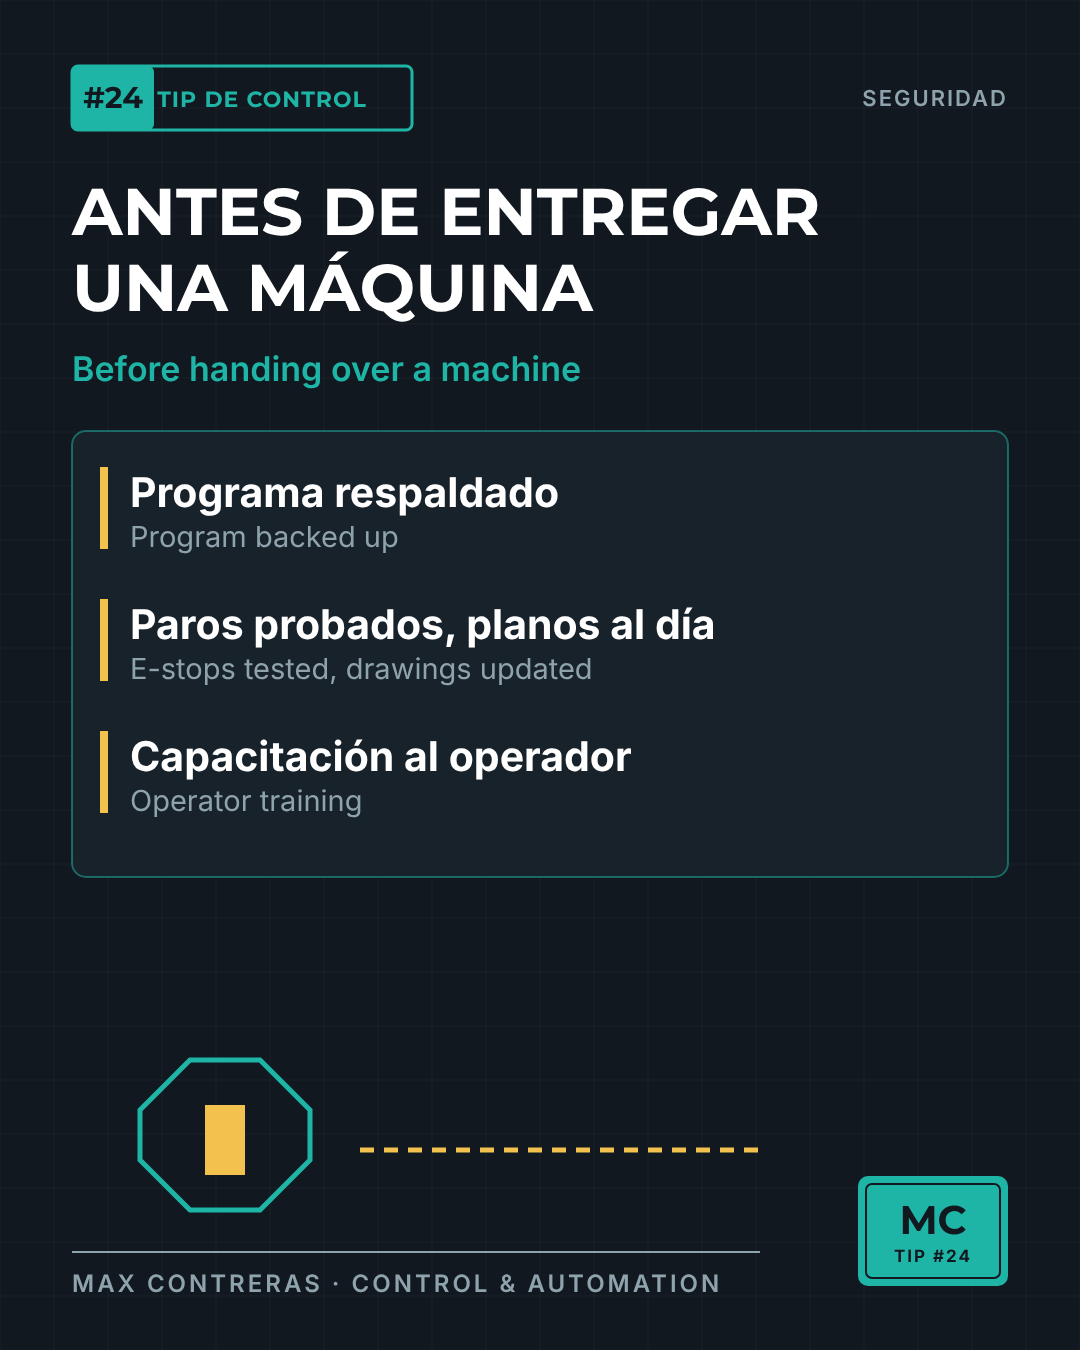 #24 TIP DE CONTROL
SEGURIDAD
ANTES DE ENTREGAR
UNA MÁQUINA
Before handing over a machine
Programa respaldado
Program backed up
Paros probados, planos al día
E-stops tested, drawings updated
Capacitación al operador
Operator training
MC
TIP #24
MAX CONTRERAS · CONTROL & AUTOMATION